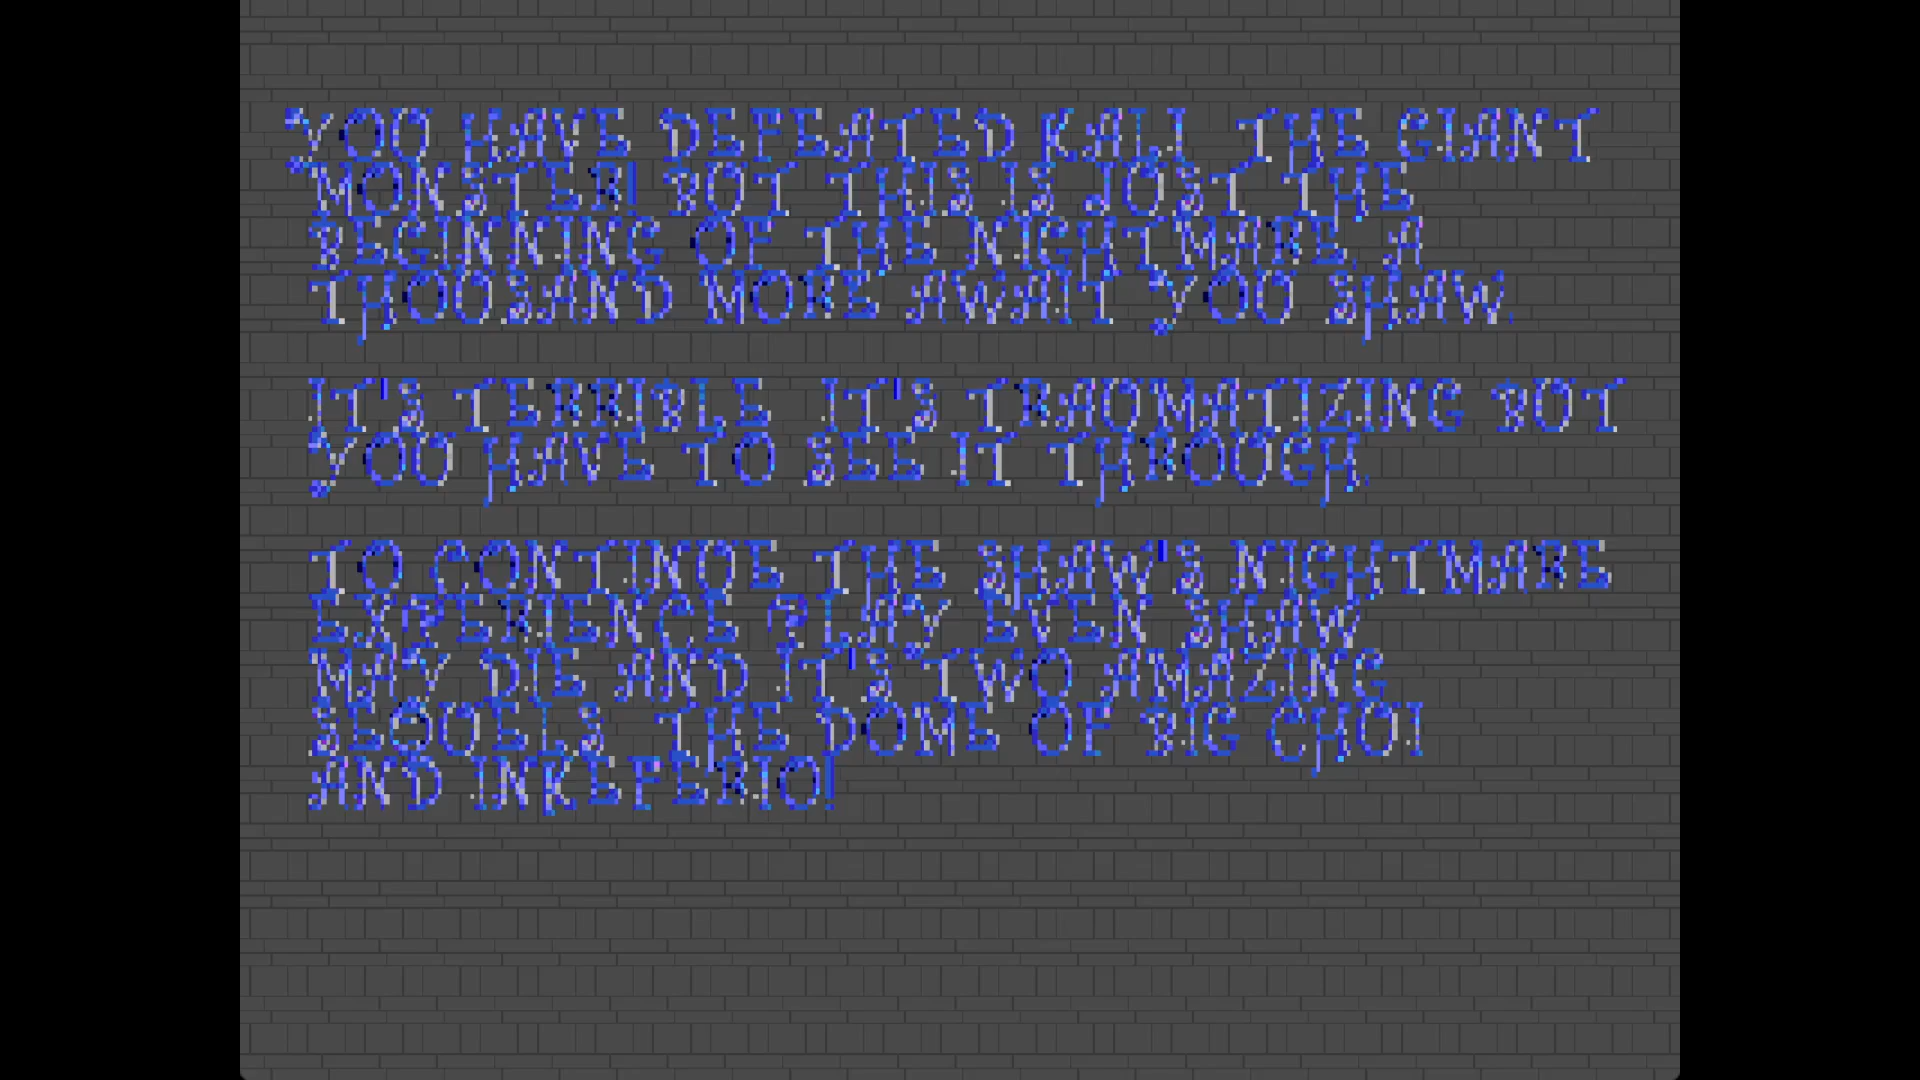 YOU HAVE DEFEATED KALI THE GIANT
MONSTER! BUT THIS IS JUST THE
BEGINNING OF THE NIGHTMARE. A
THOUSAND MORE AWAIT YOU SHAW.
IT'S TERRIBLE IT'S TRAUMATIZING BUT
YOU HAVE TO SEE IT THROUGH.
TO CONTINUE THE SHAW'S NIGHTMARE
EXPERIENCE PLAY EVEN SHAW
MAY DIE AND IT'S TWO AMAZING
SEQUELS THE DOME OF BIG CHOI
AND INKEFERIO!